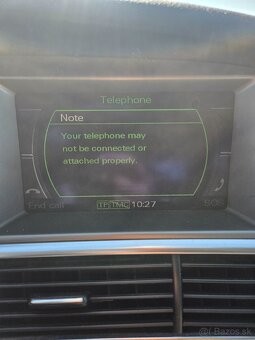 Telephone
Note
Your telephone may
not be connected or
attached properly.
End call TP TMC 10:27 SOS
© Bazos.sk